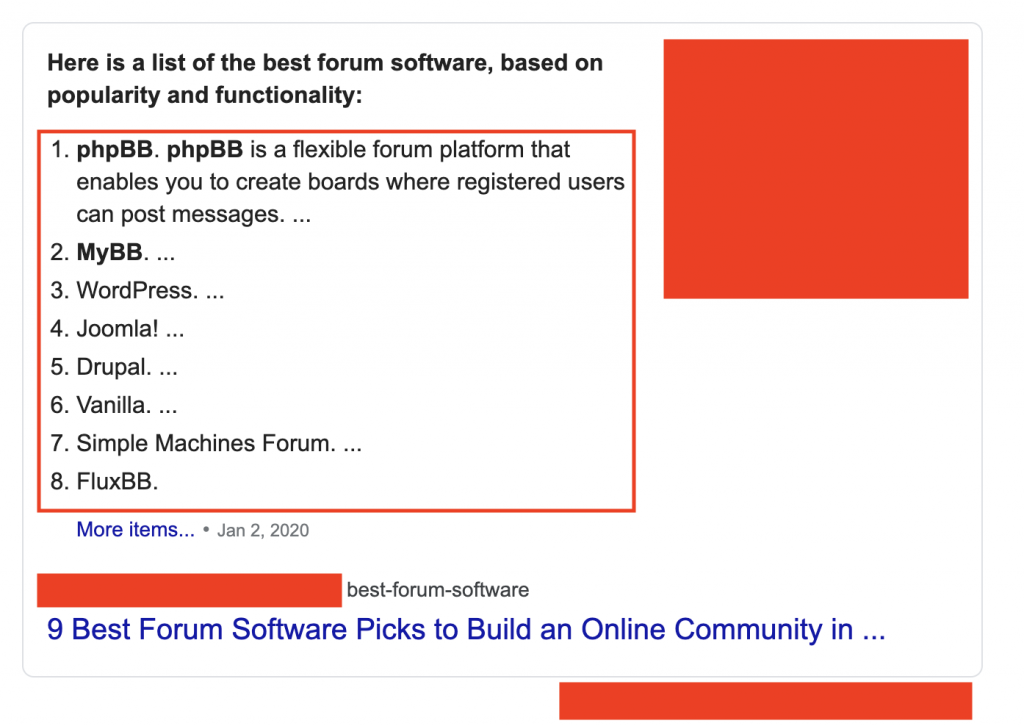 Here is a list of the best forum software, based on
popularity and functionality:
1. phpBB. phpBB is a flexible forum platform that
enables you to create boards where registered users
can post messages. ...
2. MyBB. ...
3. WordPress. ...
4. Joomla! ...
5. Drupal. ...
6. Vanilla. ...
7. Simple Machines Forum. ...
8. FluxBB.
More items... • Jan 2, 2020
best-forum-software
9 Best Forum Software Picks to Build an Online Community in ...